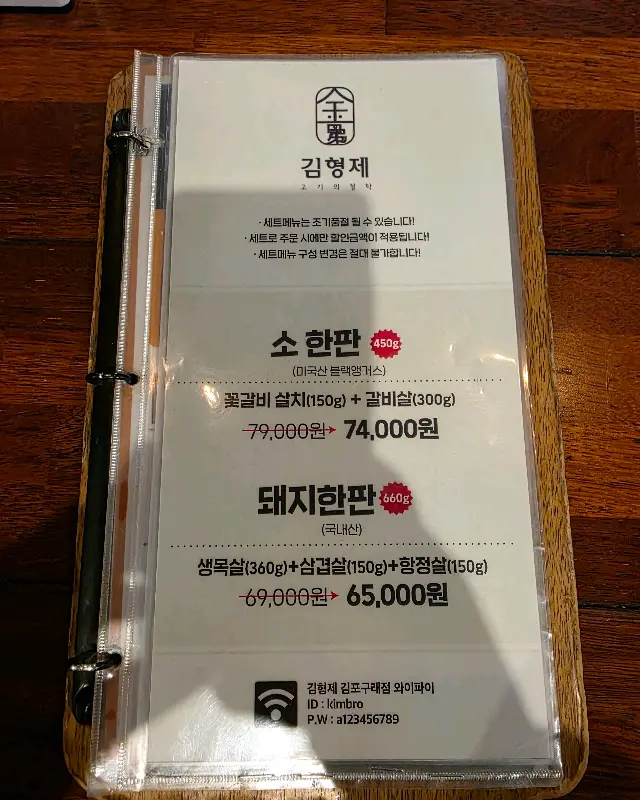 김형제
고기의철학
· 세트메뉴는 조기품절 될 수 있습니다!
· 세트로 주문 시에만 할인금액이 적용됩니다!
· 세트메뉴 구성 변경은 절대 불가합니다!
소 한판 450g
(미국산 블랙앵거스)
꽃갈비 살치(150g) + 갈비살(300g)
79,000원 74,000원
돼지한판 660g
(국내산)
생목살(360g)+삼겹살(150g)+항정살(150g)
69,000원 65,000원
김형제 김포구래점 와이파이
ID : kimbro
P.W : a123456789